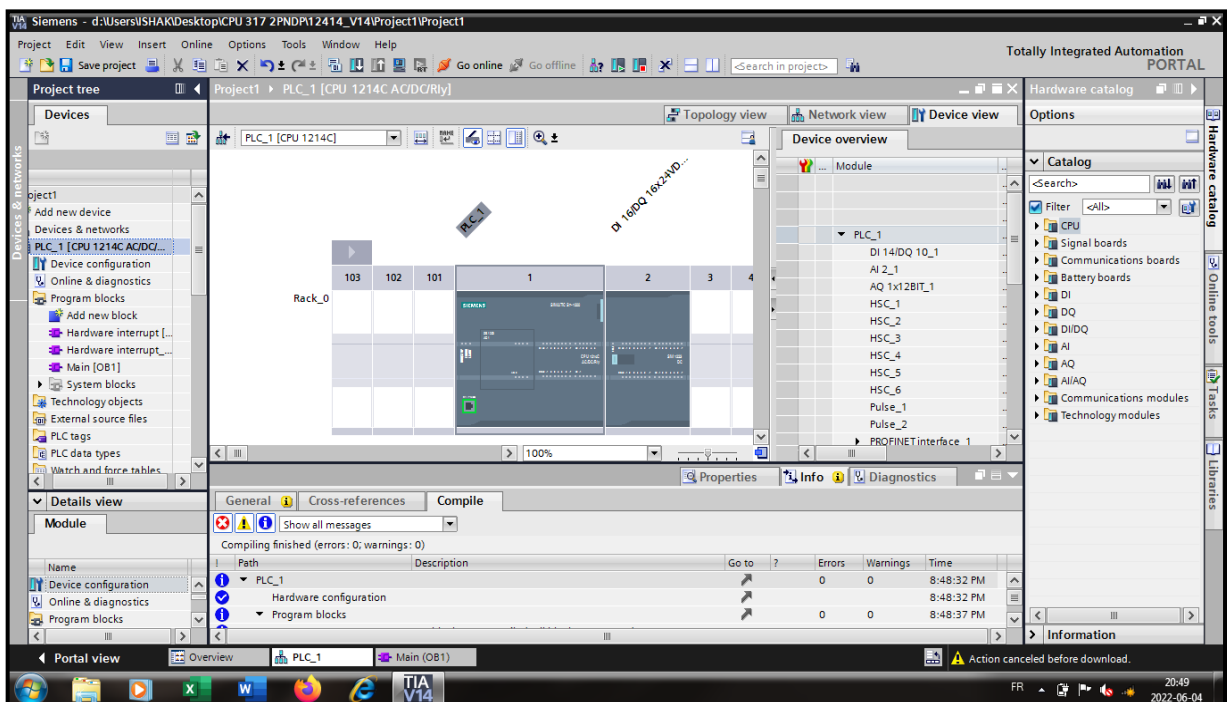 Siemens - d:\Users\ISHAK\Desktop\CPU 317 2PNDP\12414_V14\Project1\Project1
Project Edit View Insert Online Options Tools Window Help
Totally Integrated Automation
PORTAL
Save project Go online Go offline <Search in project>
Project tree
Devices
Devices & networks
oject1
Add new device
Devices & networks
PLC_1 [CPU 1214C AC/DC/...
Device configuration
Online & diagnostics
Program blocks
Add new block
Hardware interrupt [...
Hardware interrupt_...
Main [OB1]
System blocks
Technology objects
External source files
PLC tags
PLC data types
Watch and force tables
Details view
Module
Name
Device configuration
Online & diagnostics
Program blocks
Project1 PLC_1 [CPU 1214C AC/DC/Rly]
Topology view Network view Device view
PLC_1 [CPU 1214C]
PLC_1
DI 16/DQ 16x24VD...
103 102 101 1 2 3 4
Rack_0
SIEMENS
100%
Device overview
... Module
PLC_1
DI 14/DQ 10_1
AI 2_1
AQ 1x12BIT_1
HSC_1
HSC_2
HSC_3
HSC_4
HSC_5
HSC_6
Pulse_1
Pulse_2
PROFINET interface_1
Properties Info Diagnostics
General Cross-references Compile
Show all messages
Compiling finished (errors: 0; warnings: 0)
! Path Description Go to ? Errors Warnings Time
PLC_1 0 0 8:48:32 PM
Hardware configuration 8:48:32 PM
Program blocks 0 0 8:48:37 PM
Hardware catalog
Options
Catalog
<Search>
Filter <All>
CPU
Signal boards
Communications boards
Battery boards
DI
DQ
DI/DQ
AI
AQ
AI/AQ
Communications modules
Technology modules
Information
Hardware catalog
Online tools
Tasks
Libraries
Portal view Overview PLC_1 Main (OB1) Action canceled before download.
TIA V14
FR
20:49
2022-06-04